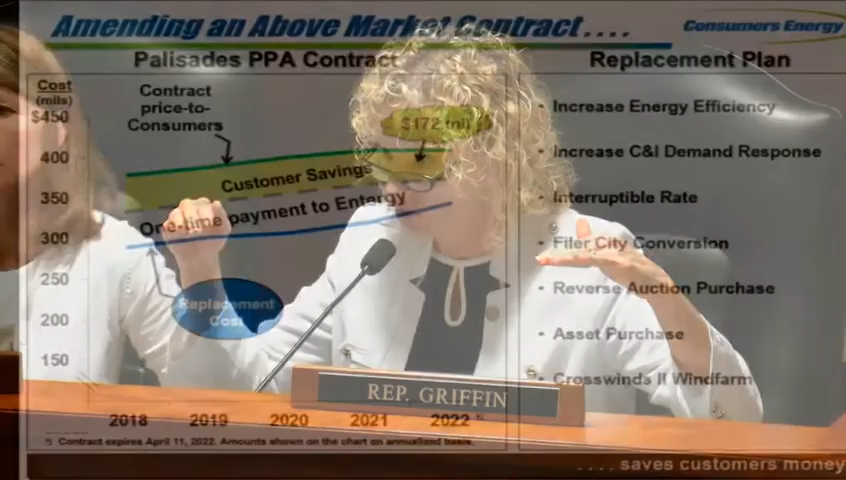 Amending an Above Market Contract . . . .
Consumers Energy
Palisades PPA Contract
Replacement Plan
Cost
(mils)
$450
400
350
300
250
200
150
Contract
price-to-
Consumers
$172 (nl)
Customer Savings
One-time payment to Entergy
Replacement
Cost
2018
2019
2020
2021
2022
• Increase Energy Efficiency
• Increase C&I Demand Response
• Interruptible Rate
• Filer City Conversion
• Reverse Auction Purchase
• Asset Purchase
• Crosswinds II Windfarm
REP. GRIFFIN
Contract expires April 11, 2022. Amounts shown on the chart on annualized basis.
. . . . saves customers money